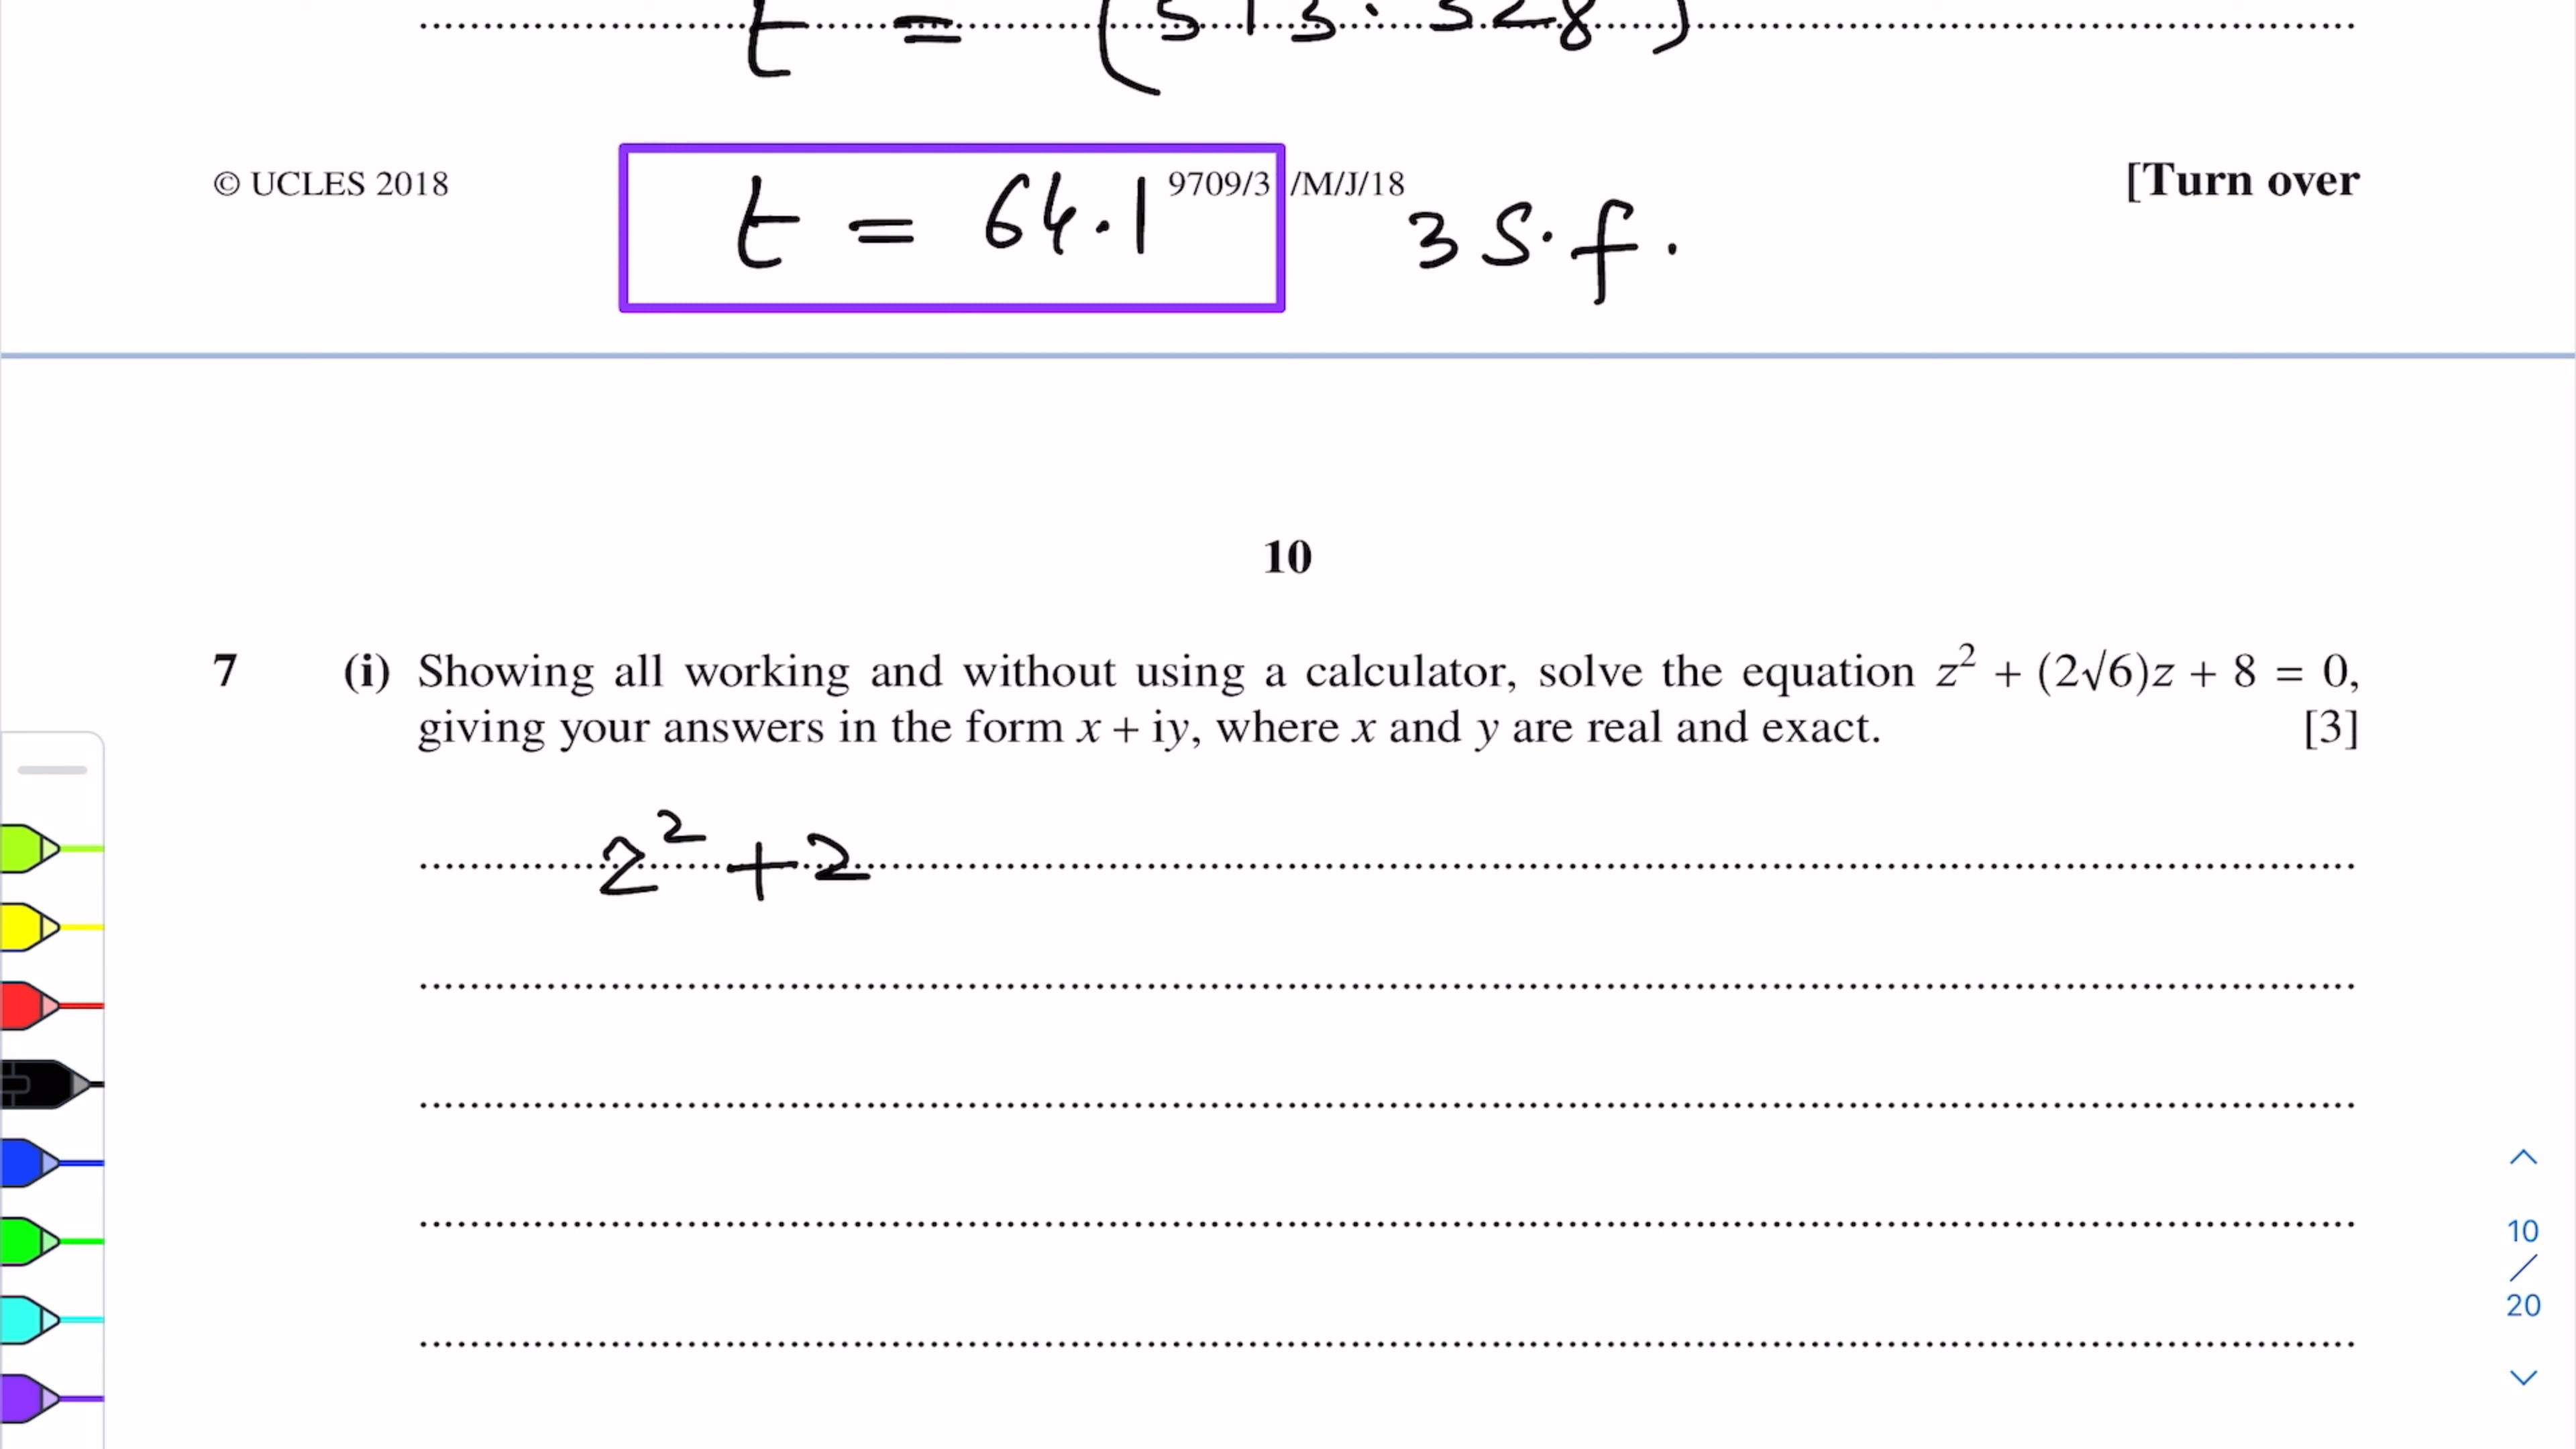 t = (513.328)
© UCLES 2018 9709/3 /M/J/18 [Turn over
t = 64.1 3 s.f.
10
7 (i) Showing all working and without using a calculator, solve the equation z² + (2√6)z + 8 = 0,
giving your answers in the form x + iy, where x and y are real and exact. [3]
z² + 2
10
/
20